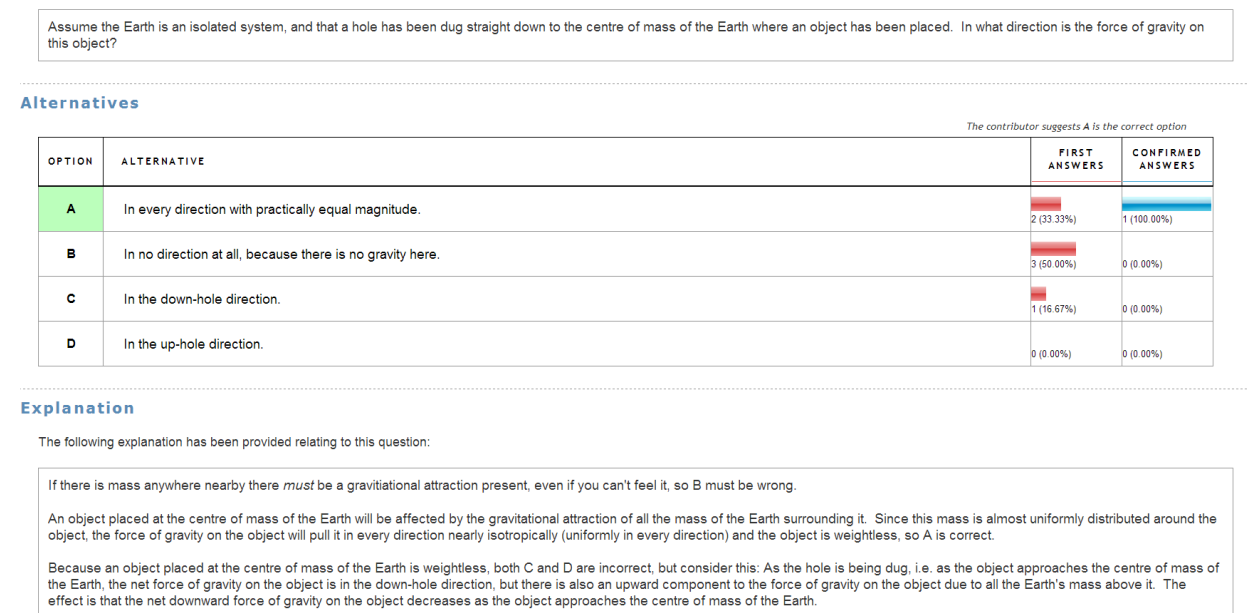 Assume the Earth is an isolated system, and that a hole has been dug straight down to the centre of mass of the Earth where an object has been placed.  In what direction is the force of gravity on
this object?
Alternatives
The contributor suggests A is the correct option
OPTION ALTERNATIVE FIRST ANSWERS CONFIRMED ANSWERS
A In every direction with practically equal magnitude. 2 (33.33%) 1 (100.00%)
B In no direction at all, because there is no gravity here. 3 (50.00%) 0 (0.00%)
C In the down-hole direction. 1 (16.67%) 0 (0.00%)
D In the up-hole direction. 0 (0.00%) 0 (0.00%)
Explanation
The following explanation has been provided relating to this question:
If there is mass anywhere nearby there must be a gravitiational attraction present, even if you can't feel it, so B must be wrong.
An object placed at the centre of mass of the Earth will be affected by the gravitational attraction of all the mass of the Earth surrounding it.  Since this mass is almost uniformly distributed around the
object, the force of gravity on the object will pull it in every direction nearly isotropically (uniformly in every direction) and the object is weightless, so A is correct.
Because an object placed at the centre of mass of the Earth is weightless, both C and D are incorrect, but consider this: As the hole is being dug, i.e. as the object approaches the centre of mass of
the Earth, the net force of gravity on the object is in the down-hole direction, but there is also an upward component to the force of gravity on the object due to all the Earth's mass above it.  The
effect is that the net downward force of gravity on the object decreases as the object approaches the centre of mass of the Earth.